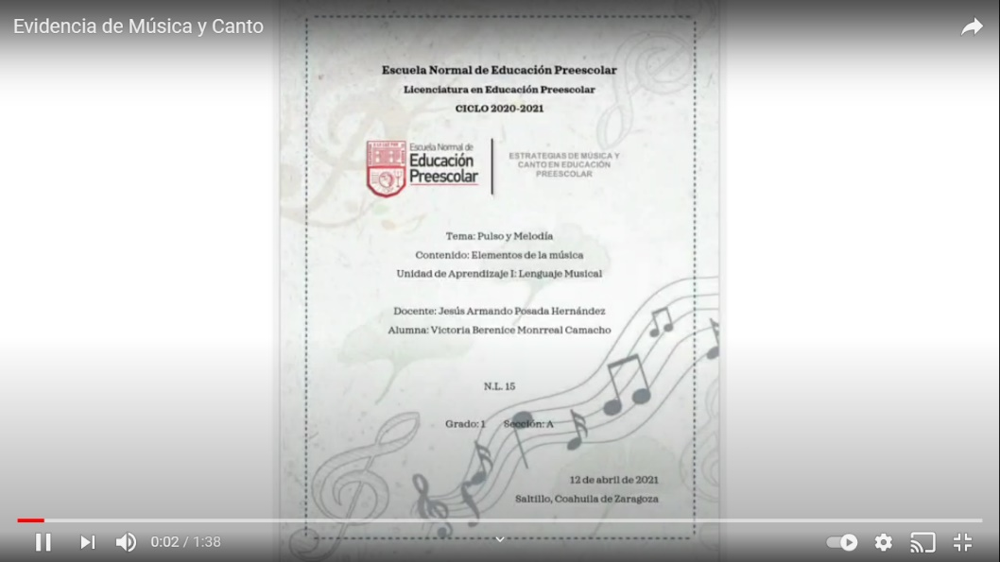 Evidencia de Música y Canto
Escuela Normal de Educación Preescolar
Licenciatura en Educación Preescolar
CICLO 2020-2021
Escuela Normal de
Educación
Preescolar
ESTRATEGIAS DE MÚSICA Y
CANTO EN EDUCACIÓN
PREESCOLAR
Tema: Pulso y Melodía
Contenido: Elementos de la música
Unidad de Aprendizaje I: Lenguaje Musical
Docente: Jesús Armando Posada Hernández
Alumna: Victoria Berenice Monrreal Camacho
N.L. 15
Grado: 1 Sección: A
12 de abril de 2021
Saltillo, Coahuila de Zaragoza
0:02 / 1:38